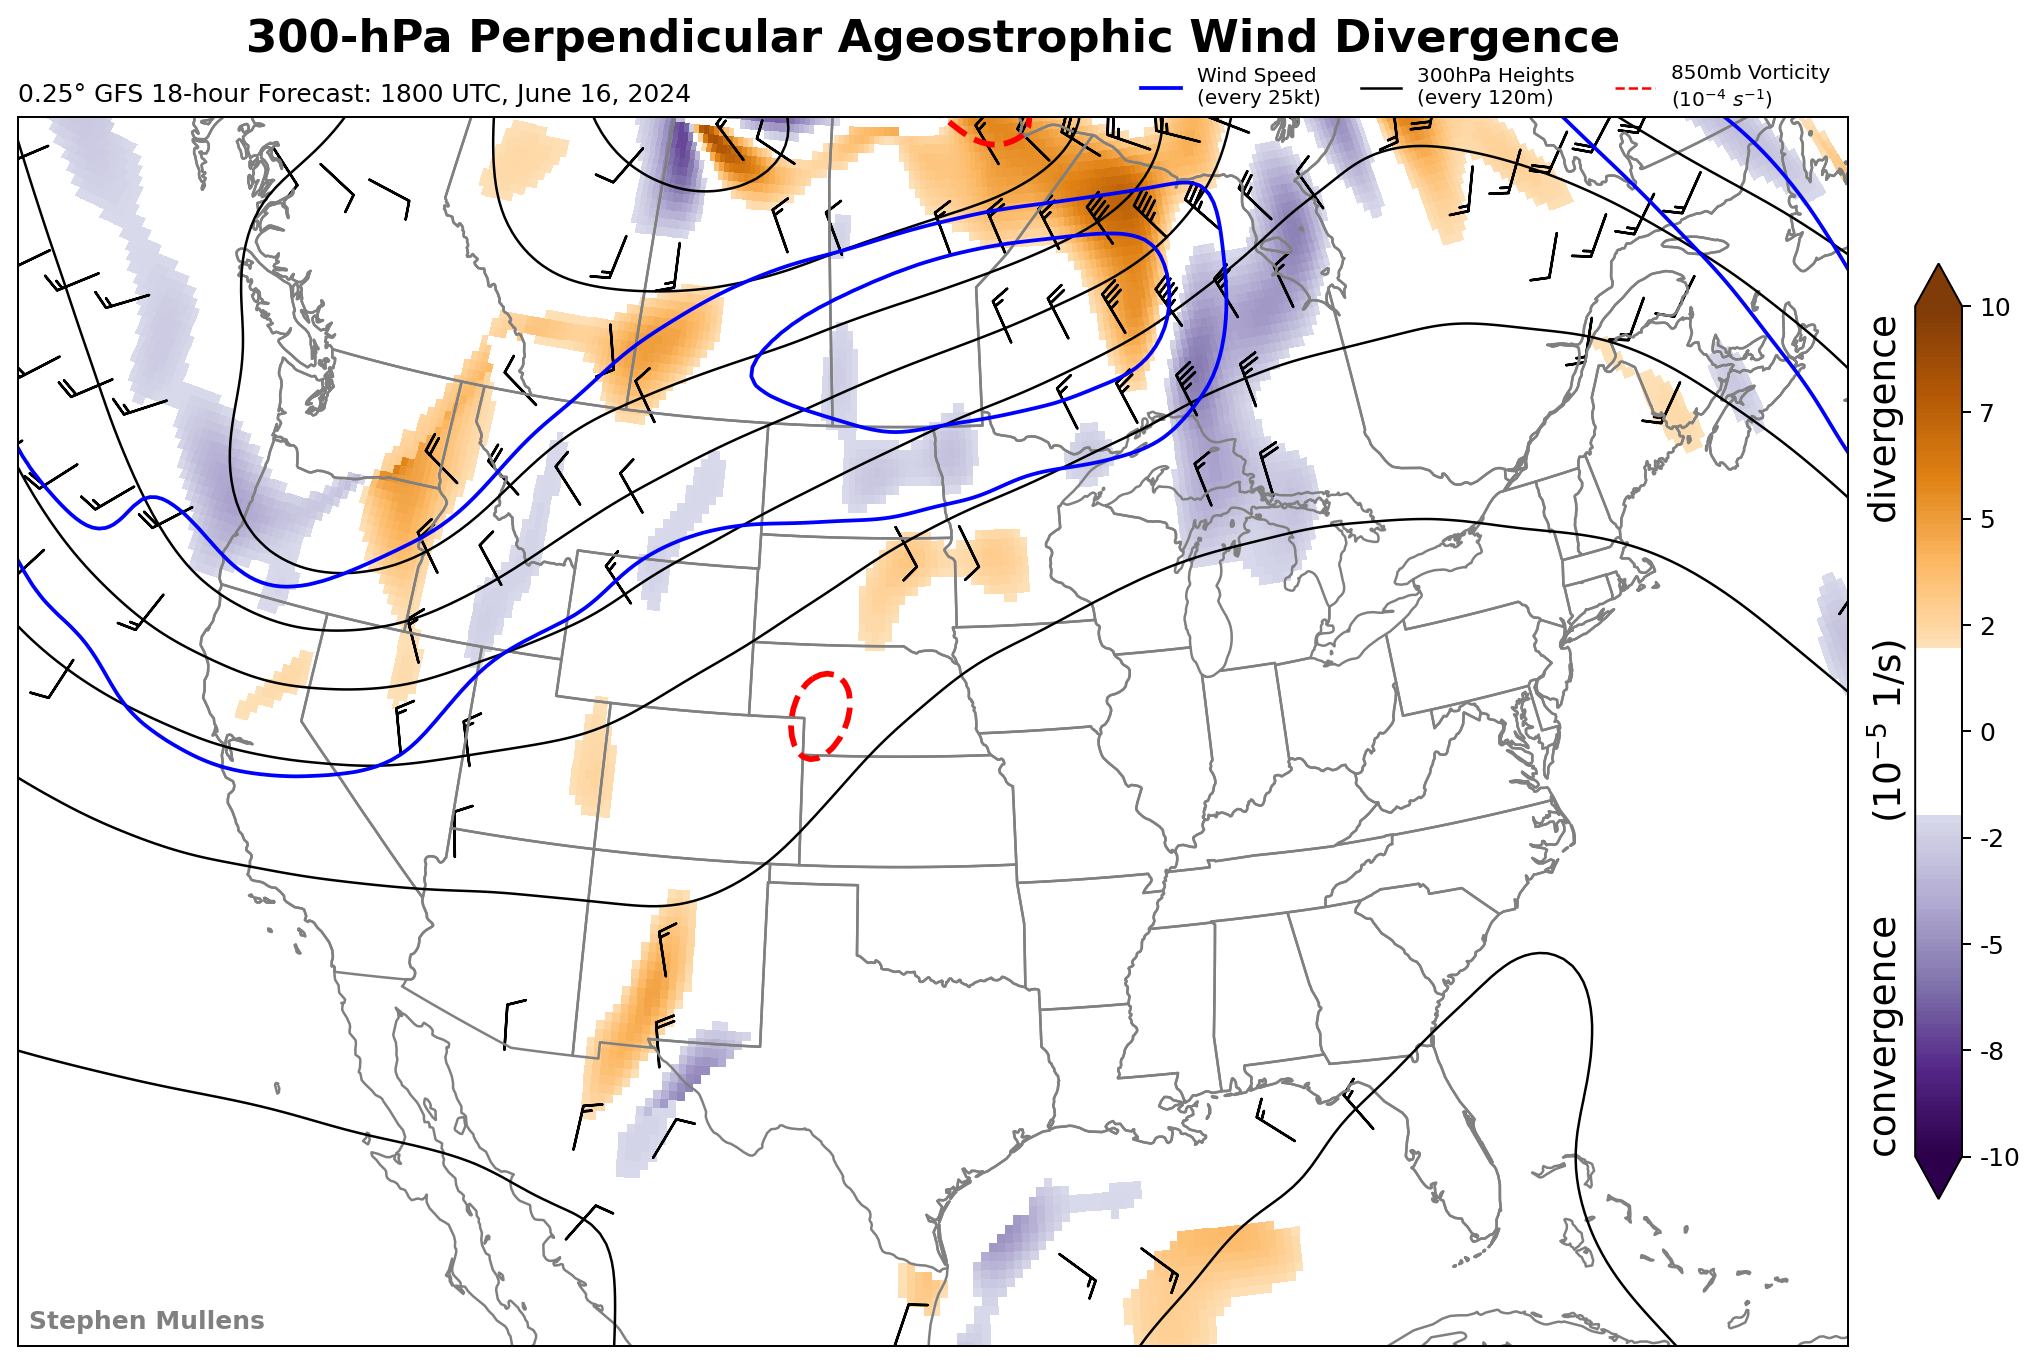 300-hPa Perpendicular Ageostrophic Wind Divergence
0.25° GFS 18-hour Forecast: 1800 UTC, June 16, 2024
Wind Speed
(every 25kt)
300hPa Heights
(every 120m)
850mb Vorticity
(10⁻⁴ s⁻¹)
convergence (10⁻⁵ 1/s) divergence
10
7
5
2
0
-2
-5
-8
-10
Stephen Mullens